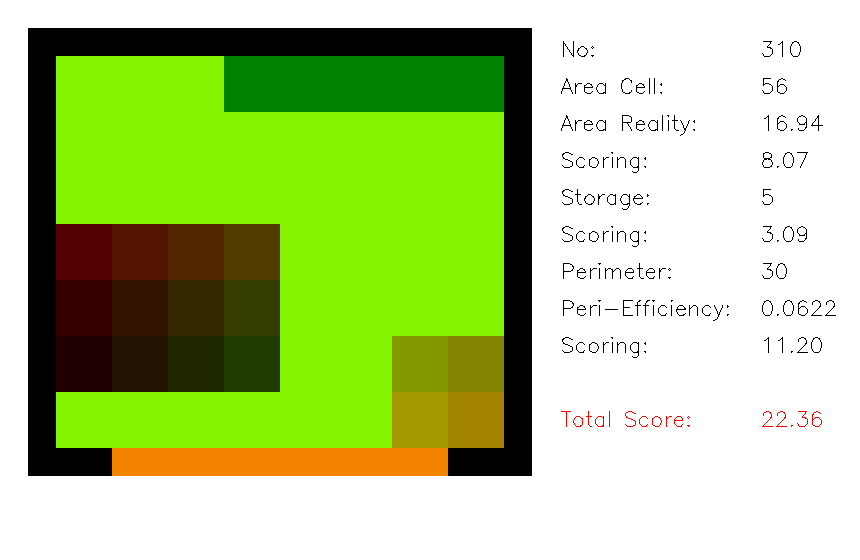 No: 310
Area Cell: 56
Area Reality: 16.94
Scoring: 8.07
Storage: 5
Scoring: 3.09
Perimeter: 30
Peri-Efficiency: 0.0622
Scoring: 11.20
Total Score: 22.36